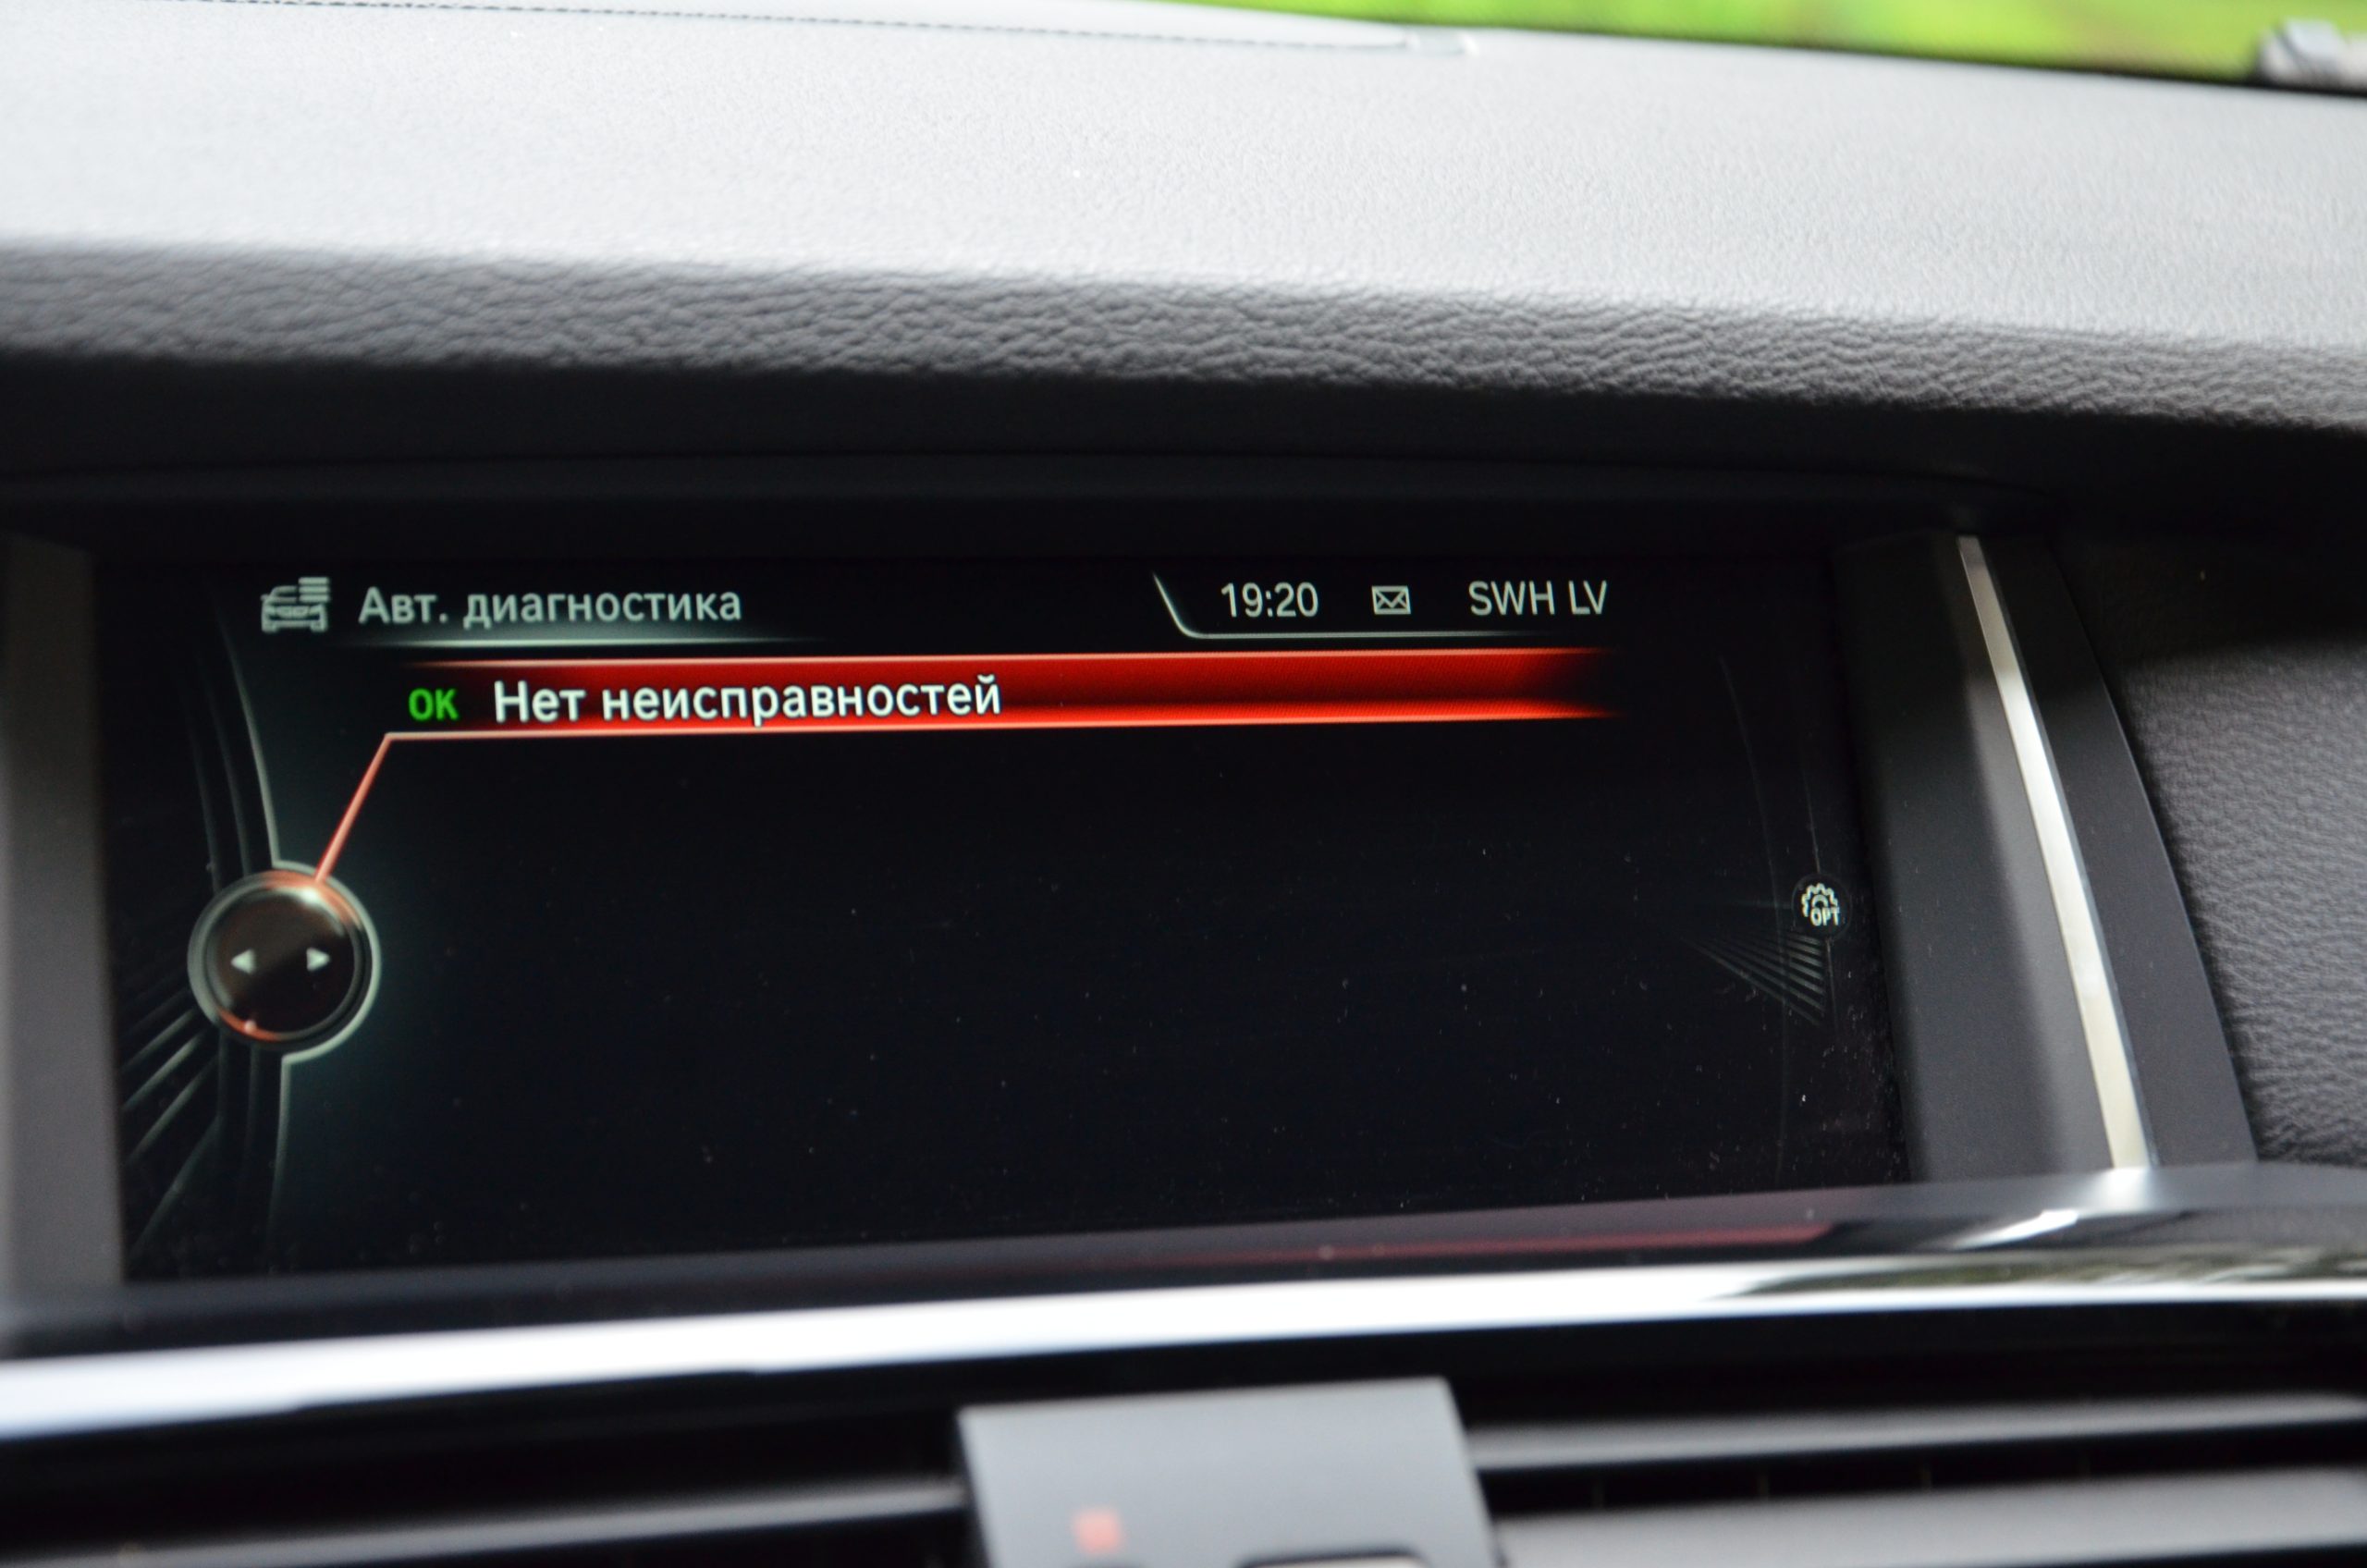 Авт. диагностика
19:20 SWH LV
OK Нет неисправностей
OPT